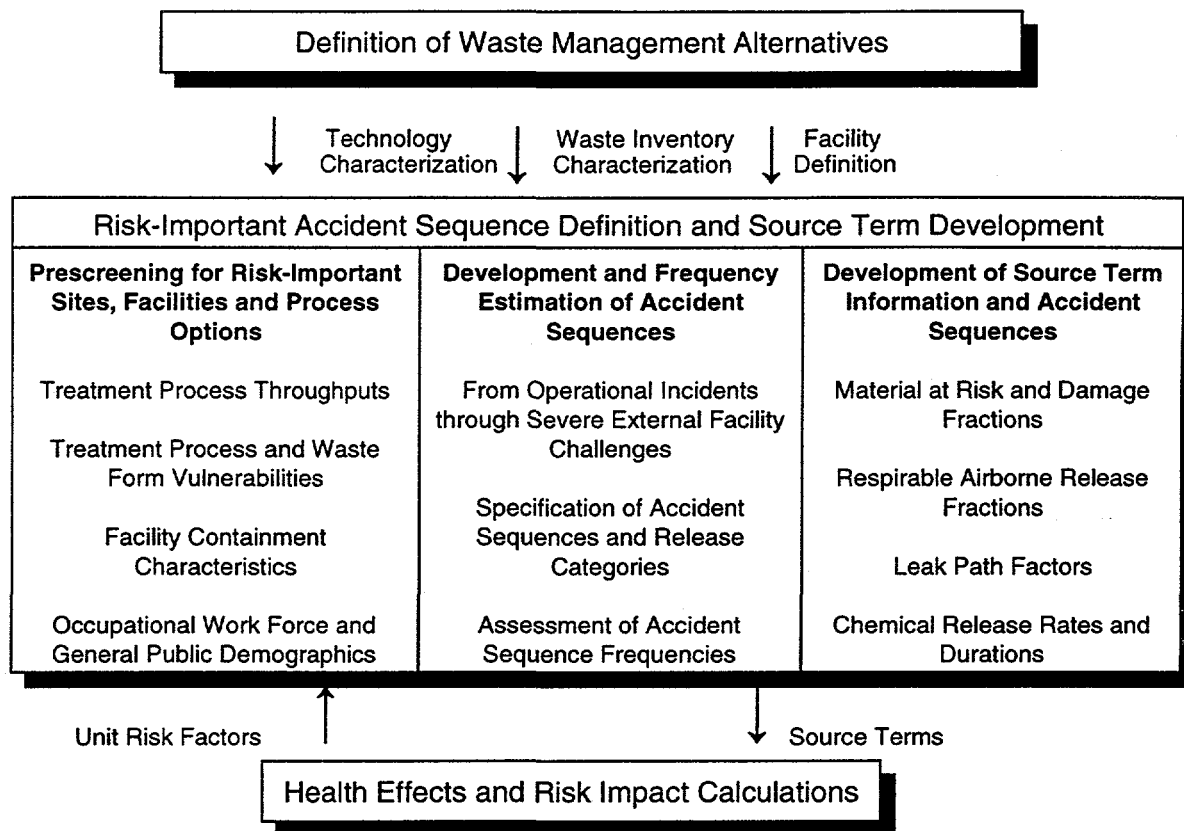 Definition of Waste Management Alternatives
Technology
Characterization
Waste Inventory
Characterization
Facility
Definition
Risk-Important Accident Sequence Definition and Source Term Development
Prescreening for Risk-Important
Sites, Facilities and Process
Options
Treatment Process Throughputs
Treatment Process and Waste
Form Vulnerabilities
Facility Containment
Characteristics
Occupational Work Force and
General Public Demographics
Development and Frequency
Estimation of Accident
Sequences
From Operational Incidents
through Severe External Facility
Challenges
Specification of Accident
Sequences and Release
Categories
Assessment of Accident
Sequence Frequencies
Development of Source Term
Information and Accident
Sequences
Material at Risk and Damage
Fractions
Respirable Airborne Release
Fractions
Leak Path Factors
Chemical Release Rates and
Durations
Unit Risk Factors
Source Terms
Health Effects and Risk Impact Calculations